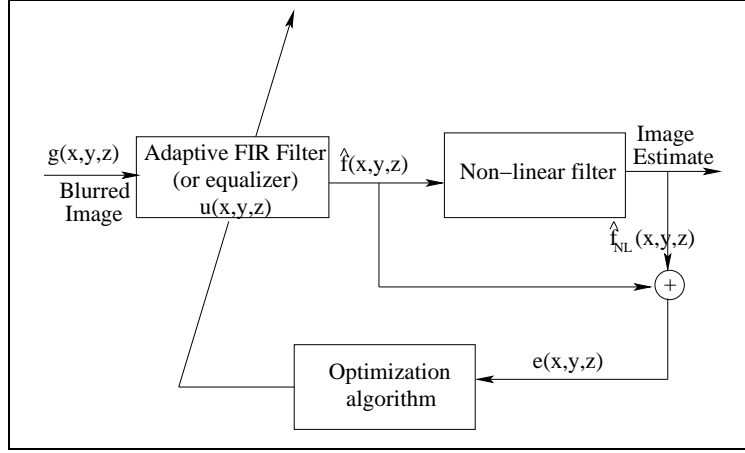 g(x,y,z)
Blurred
Image
Adaptive FIR Filter
(or equalizer)
u(x,y,z)
f̂(x,y,z)
Non−linear filter
Image
Estimate
f̂NL(x,y,z)
+
e(x,y,z)
Optimization
algorithm